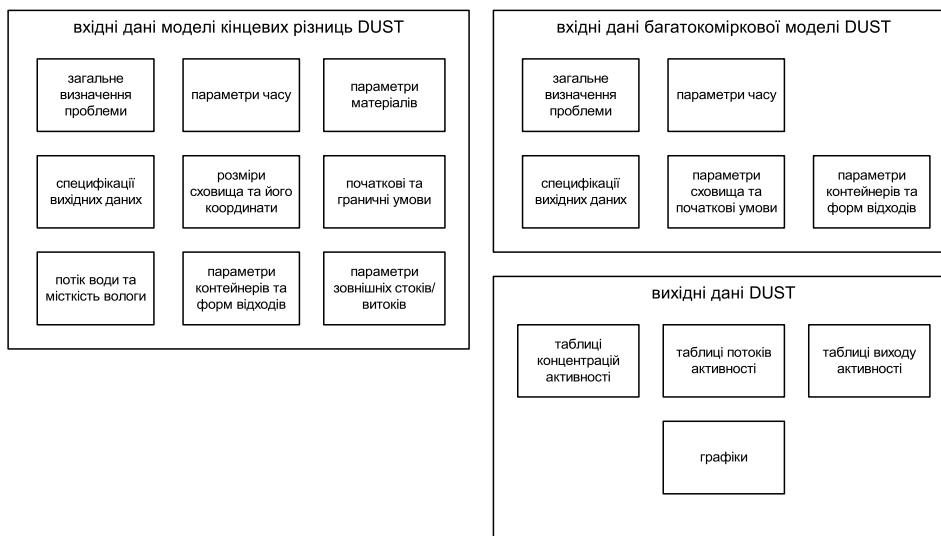 вхідні дані моделі кінцевих різниць DUST
загальне
визначення
проблеми
параметри часу
параметри
матеріалів
специфікації
вихідних даних
розміри
сховища та його
координати
початкові та
граничні умови
потік води та
місткість вологи
параметри
контейнерів та
форм відходів
параметри
зовнішніх стоків/
витоків
вхідні дані багатокоміркової моделі DUST
загальне
визначення
проблеми
параметри часу
специфікації
вихідних даних
параметри
сховища та
початкові умови
параметри
контейнерів та
форм відходів
вихідні дані DUST
таблиці
концентрацій
активності
таблиці потоків
активності
таблиці виходу
активності
графіки